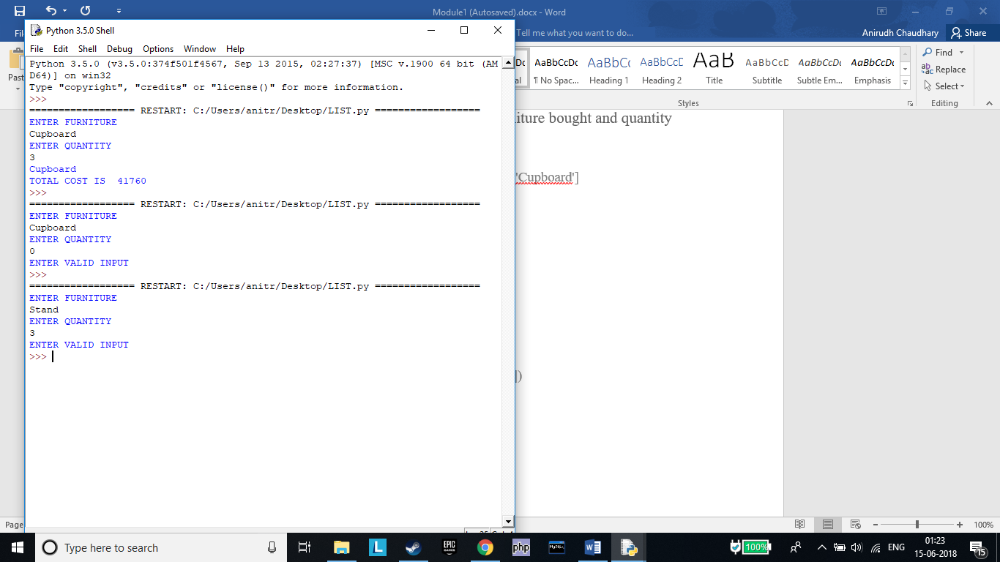 Module1 (Autosaved).docx - Word
Python 3.5.0 Shell
Tell me what you want to do...
Anirudh Chaudhary
Share
File Edit Shell Debug Options Window Help
Python 3.5.0 (v3.5.0:374f501f4567, Sep 13 2015, 02:27:37) [MSC v.1900 64 bit (AM
D64)] on win32
Type "copyright", "credits" or "license()" for more information.
>>>
================== RESTART: C:/Users/anitr/Desktop/LIST.py ==================
ENTER FURNITURE
Cupboard
ENTER QUANTITY
3
Cupboard
TOTAL COST IS  41760
>>>
================== RESTART: C:/Users/anitr/Desktop/LIST.py ==================
ENTER FURNITURE
Cupboard
ENTER QUANTITY
0
ENTER VALID INPUT
>>>
================== RESTART: C:/Users/anitr/Desktop/LIST.py ==================
ENTER FURNITURE
Stand
ENTER QUANTITY
3
ENTER VALID INPUT
>>>
AaBbCcDc AaBbCc AaBbCcD AaB AaBbCcC AaBbCcDc AaBbCcDc
¶ No Spac... Heading 1 Heading 2 Title Subtitle Subtle Em... Emphasis
Styles
Find
Replace
Select
Editing
iture bought and quantity
'Cupboard']
])
Page
100%
Type here to search
L
EPIC GAMES
php
MySQL
100%
ENG
01:23
15-06-2018
15